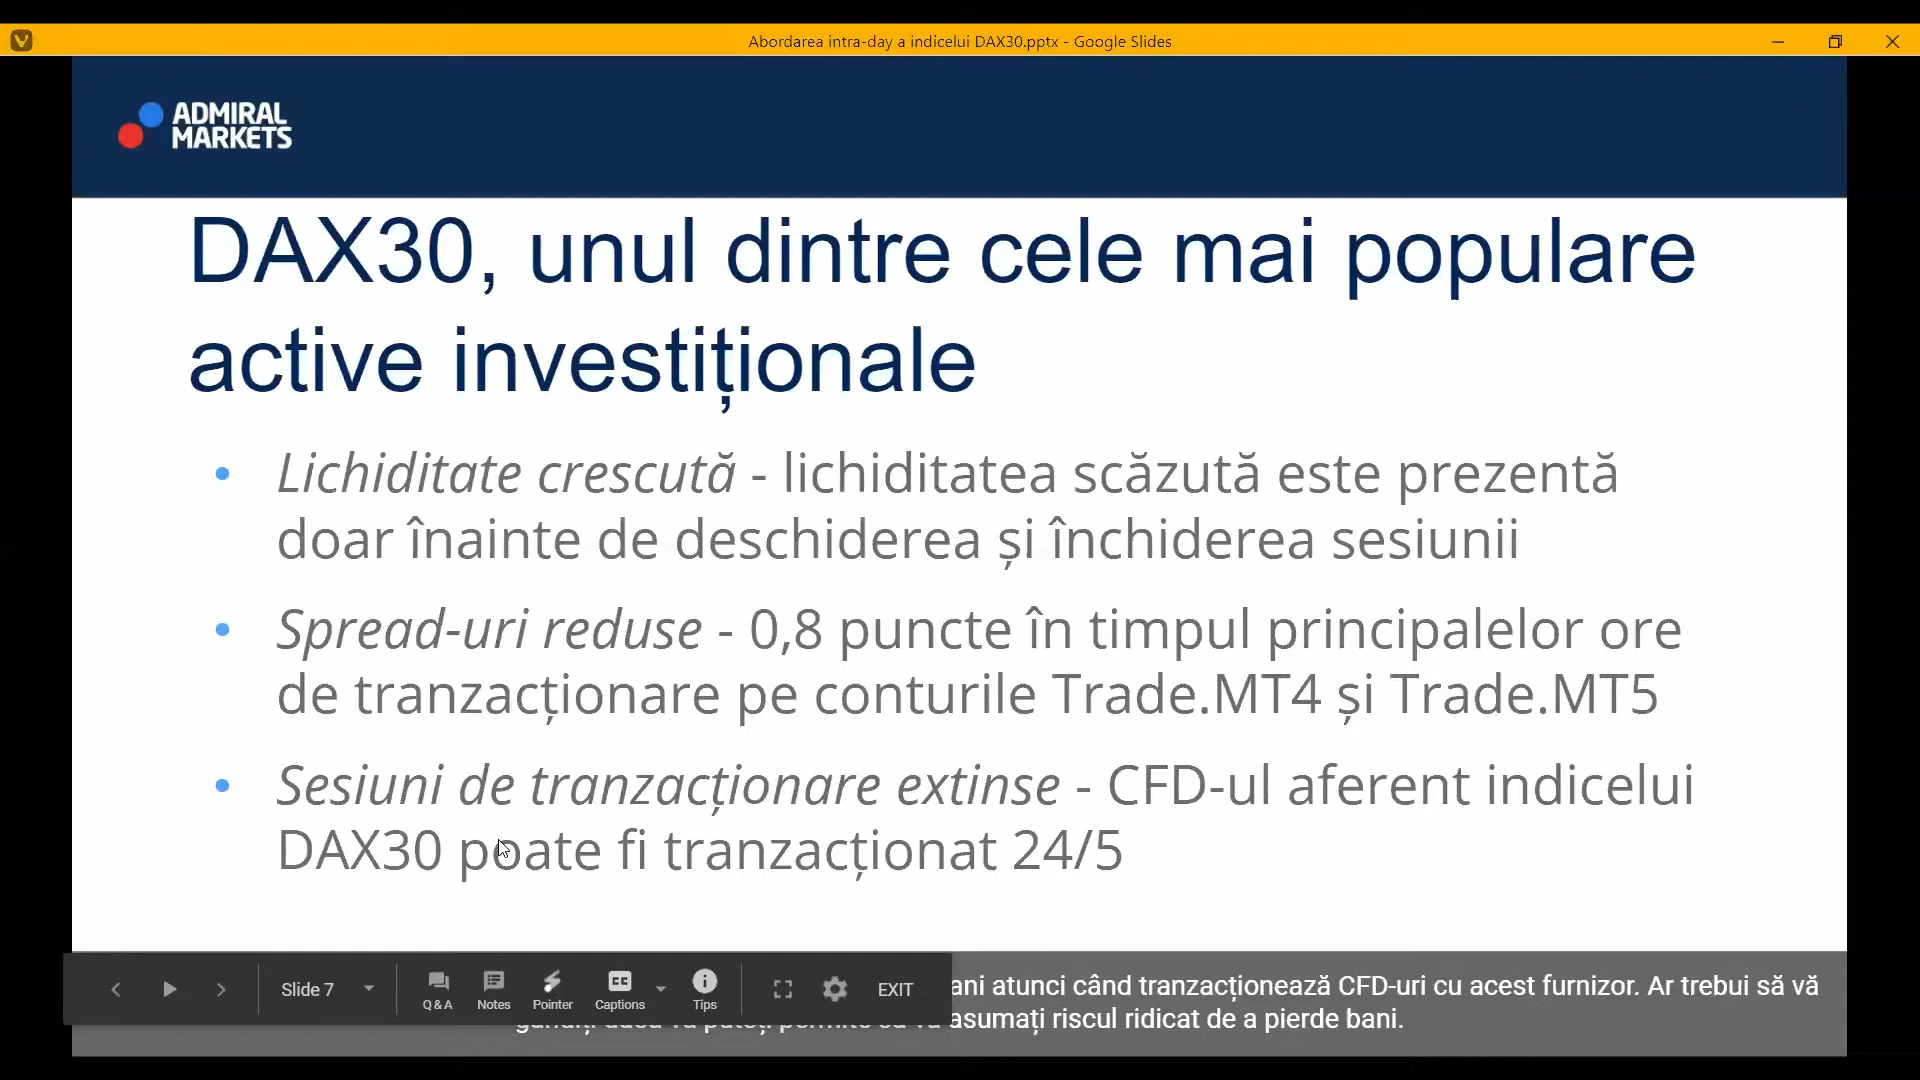 Abordarea intra-day a indicelui DAX30.pptx - Google Slides
ADMIRAL
MARKETS
DAX30, unul dintre cele mai populare
active investiționale
• Lichiditate crescută - lichiditatea scăzută este prezentă
doar înainte de deschiderea și închiderea sesiunii
• Spread-uri reduse - 0,8 puncte în timpul principalelor ore
de tranzacționare pe conturile Trade.MT4 și Trade.MT5
• Sesiuni de tranzacționare extinse - CFD-ul aferent indicelui
DAX30 poate fi tranzacționat 24/5
Slide 7
Q & A
Notes
Pointer
CC
Captions
Tips
EXIT
atunci când tranzacționează CFD-uri cu acest furnizor. Ar trebui să vă
asumați riscul ridicat de a pierde bani.